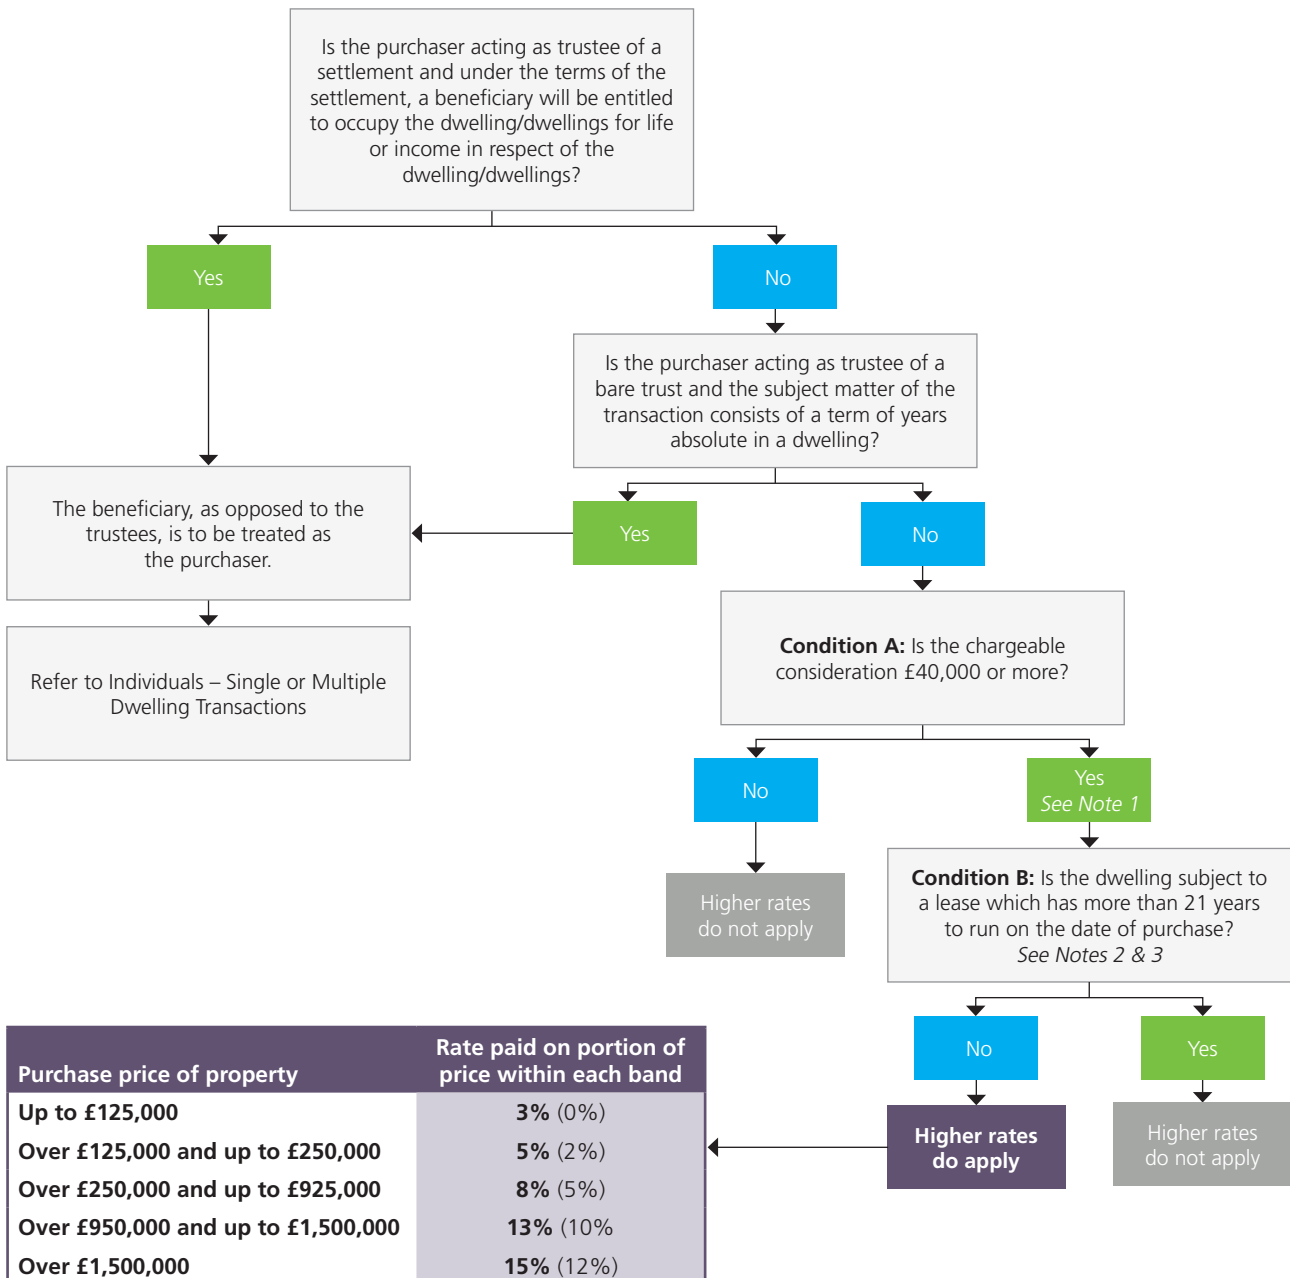 Is the purchaser acting as trustee of a
settlement and under the terms of the
settlement, a beneficiary will be entitled
to occupy the dwelling/dwellings for life
or income in respect of the
dwelling/dwellings?
Yes
No
Is the purchaser acting as trustee of a
bare trust and the subject matter of the
transaction consists of a term of years
absolute in a dwelling?
The beneficiary, as opposed to the
trustees, is to be treated as
the purchaser.
Yes
No
Refer to Individuals – Single or Multiple
Dwelling Transactions
Condition A: Is the chargeable
consideration £40,000 or more?
No
Yes
See Note 1
Higher rates
do not apply
Condition B: Is the dwelling subject to
a lease which has more than 21 years
to run on the date of purchase?
See Notes 2 & 3
No
Yes
Higher rates
do apply
Higher rates
do not apply
Purchase price of property Rate paid on portion of price within each band
Up to £125,000 3% (0%)
Over £125,000 and up to £250,000 5% (2%)
Over £250,000 and up to £925,000 8% (5%)
Over £950,000 and up to £1,500,000 13% (10%
Over £1,500,000 15% (12%)